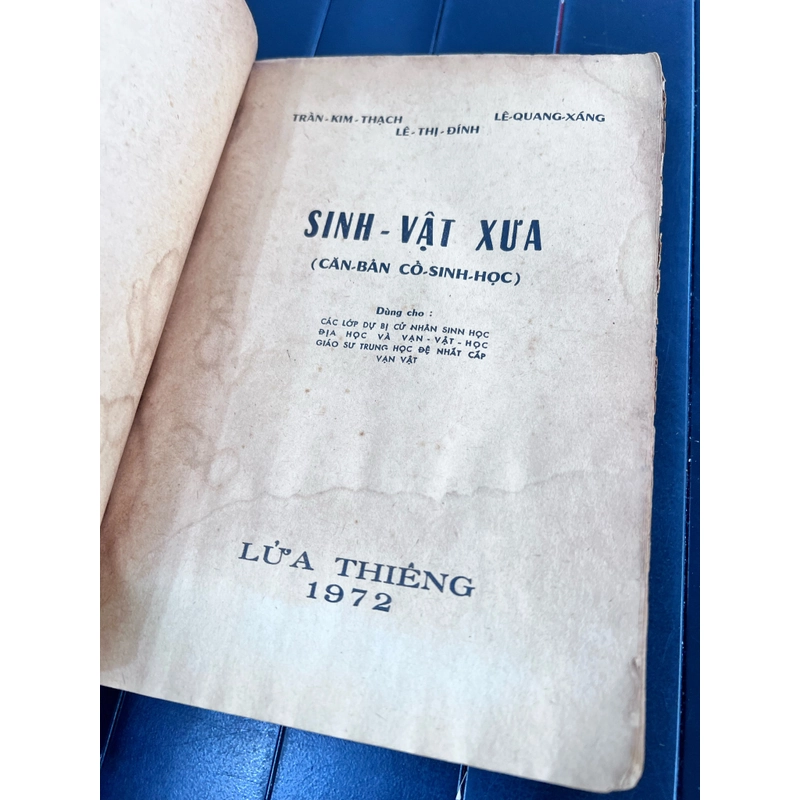 TRẦN-KIM-THẠCH LÊ-QUANG-XÁNG
LÊ-THỊ-ĐÍNH
SINH-VẬT XƯA
(CĂN-BẢN CỔ-SINH-HỌC)
Dùng cho :
CÁC LỚP DỰ BỊ CỬ NHÂN SINH HỌC
ĐỊA HỌC VÀ VẠN-VẬT-HỌC
GIÁO SƯ TRUNG HỌC ĐỆ NHẤT CẤP
VẠN VẬT
LỬA THIÊNG
1972